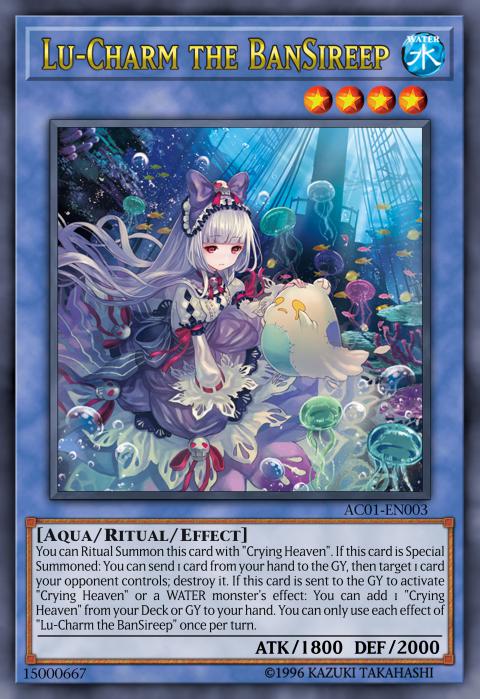 Lu-Charm the BanSireep
WATER
水
AC01-EN003
[Aqua/Ritual/Effect]
You can Ritual Summon this card with "Crying Heaven". If this card is Special
Summoned: You can send 1 card from your hand to the GY, then target 1 card
your opponent controls; destroy it. If this card is sent to the GY to activate
"Crying Heaven" or a WATER monster's effect: You can add 1 "Crying
Heaven" from your Deck or GY to your hand. You can only use each effect of
"Lu-Charm the BanSireep" once per turn.
ATK/1800 DEF/2000
15000667
©1996 KAZUKI TAKAHASHI